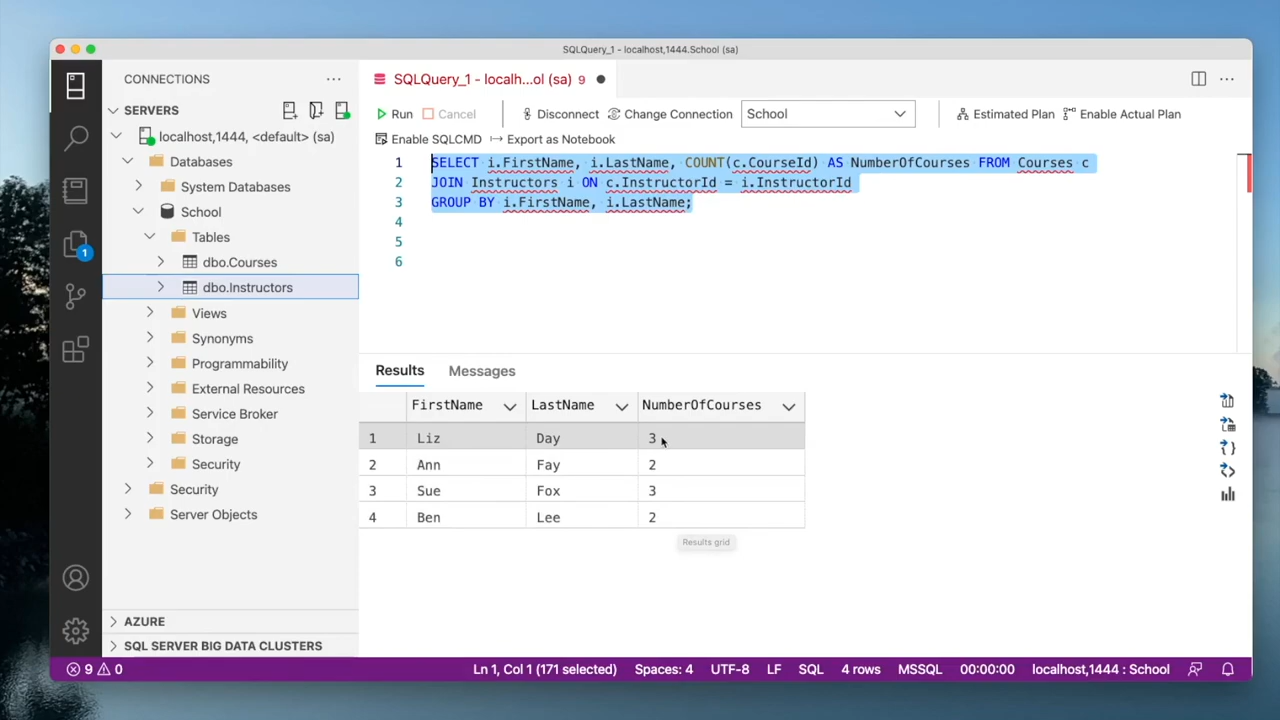 SQLQuery_1 - localhost,1444.School (sa)
CONNECTIONS
SERVERS
localhost,1444, <default> (sa)
Databases
System Databases
School
Tables
dbo.Courses
dbo.Instructors
Views
Synonyms
Programmability
External Resources
Service Broker
Storage
Security
Security
Server Objects
AZURE
SQL SERVER BIG DATA CLUSTERS
1
SQLQuery_1 - localh...ol (sa) 9
Run Cancel Disconnect Change Connection School Estimated Plan Enable Actual Plan
Enable SQLCMD Export as Notebook
1 SELECT i.FirstName, i.LastName, COUNT(c.CourseId) AS NumberOfCourses FROM Courses c
2 JOIN Instructors i ON c.InstructorId = i.InstructorId
3 GROUP BY i.FirstName, i.LastName;
4
5
6
Results Messages
FirstName LastName NumberOfCourses
1 Liz Day 3
2 Ann Fay 2
3 Sue Fox 3
4 Ben Lee 2
Results grid
9 0 Ln 1, Col 1 (171 selected) Spaces: 4 UTF-8 LF SQL 4 rows MSSQL 00:00:00 localhost,1444 : School